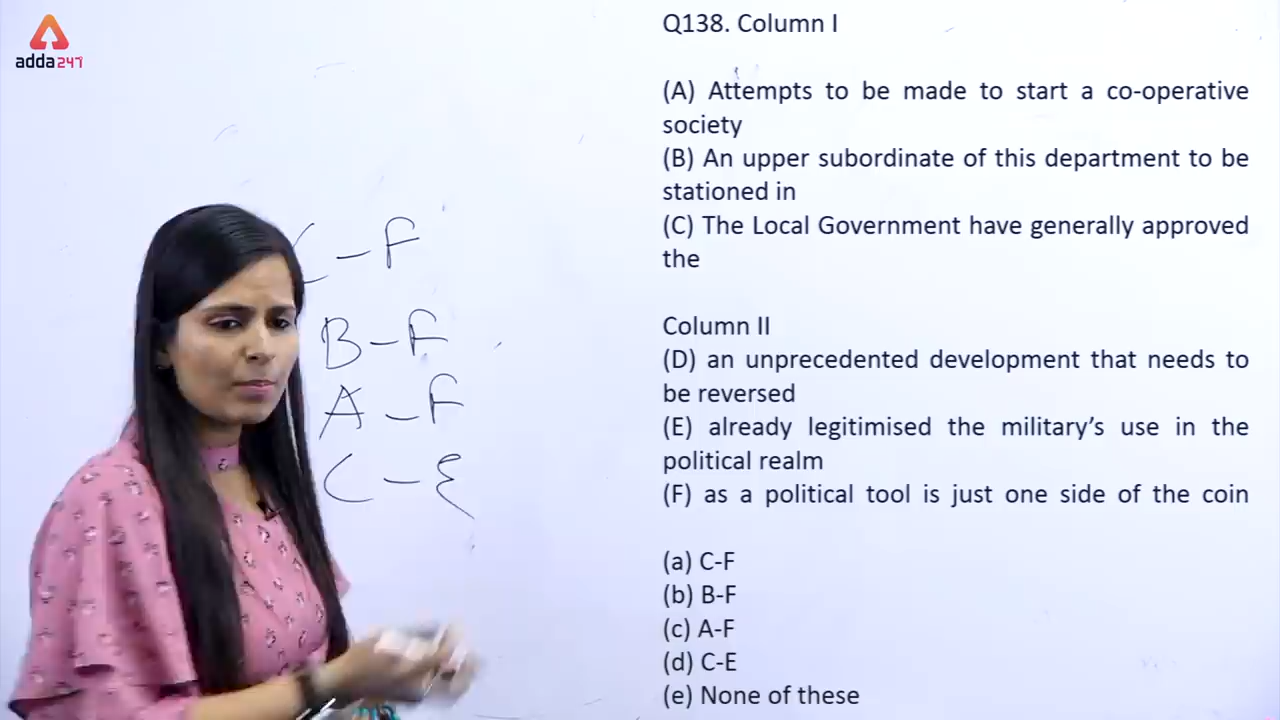 adda247
Q138. Column I
(A) Attempts to be made to start a co-operative
society
(B) An upper subordinate of this department to be
stationed in
(C) The Local Government have generally approved
the
Column II
(D) an unprecedented development that needs to
be reversed
(E) already legitimised the military's use in the
political realm
(F) as a political tool is just one side of the coin
(a) C-F
(b) B-F
(c) A-F
(d) C-E
(e) None of these
C-F
B-F
A-F
C-E